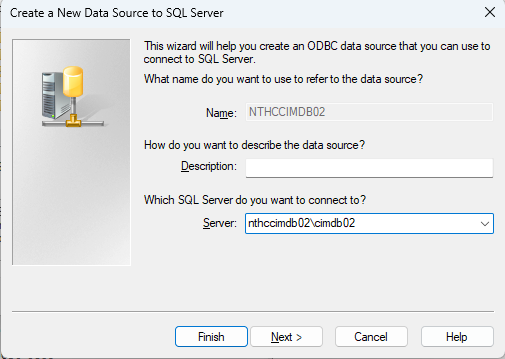 Create a New Data Source to SQL Server
This wizard will help you create an ODBC data source that you can use to
connect to SQL Server.
What name do you want to use to refer to the data source?
Name: NTHCCIMDB02
How do you want to describe the data source?
Description:
Which SQL Server do you want to connect to?
Server: nthccimdb02\cimdb02
Finish Next > Cancel Help